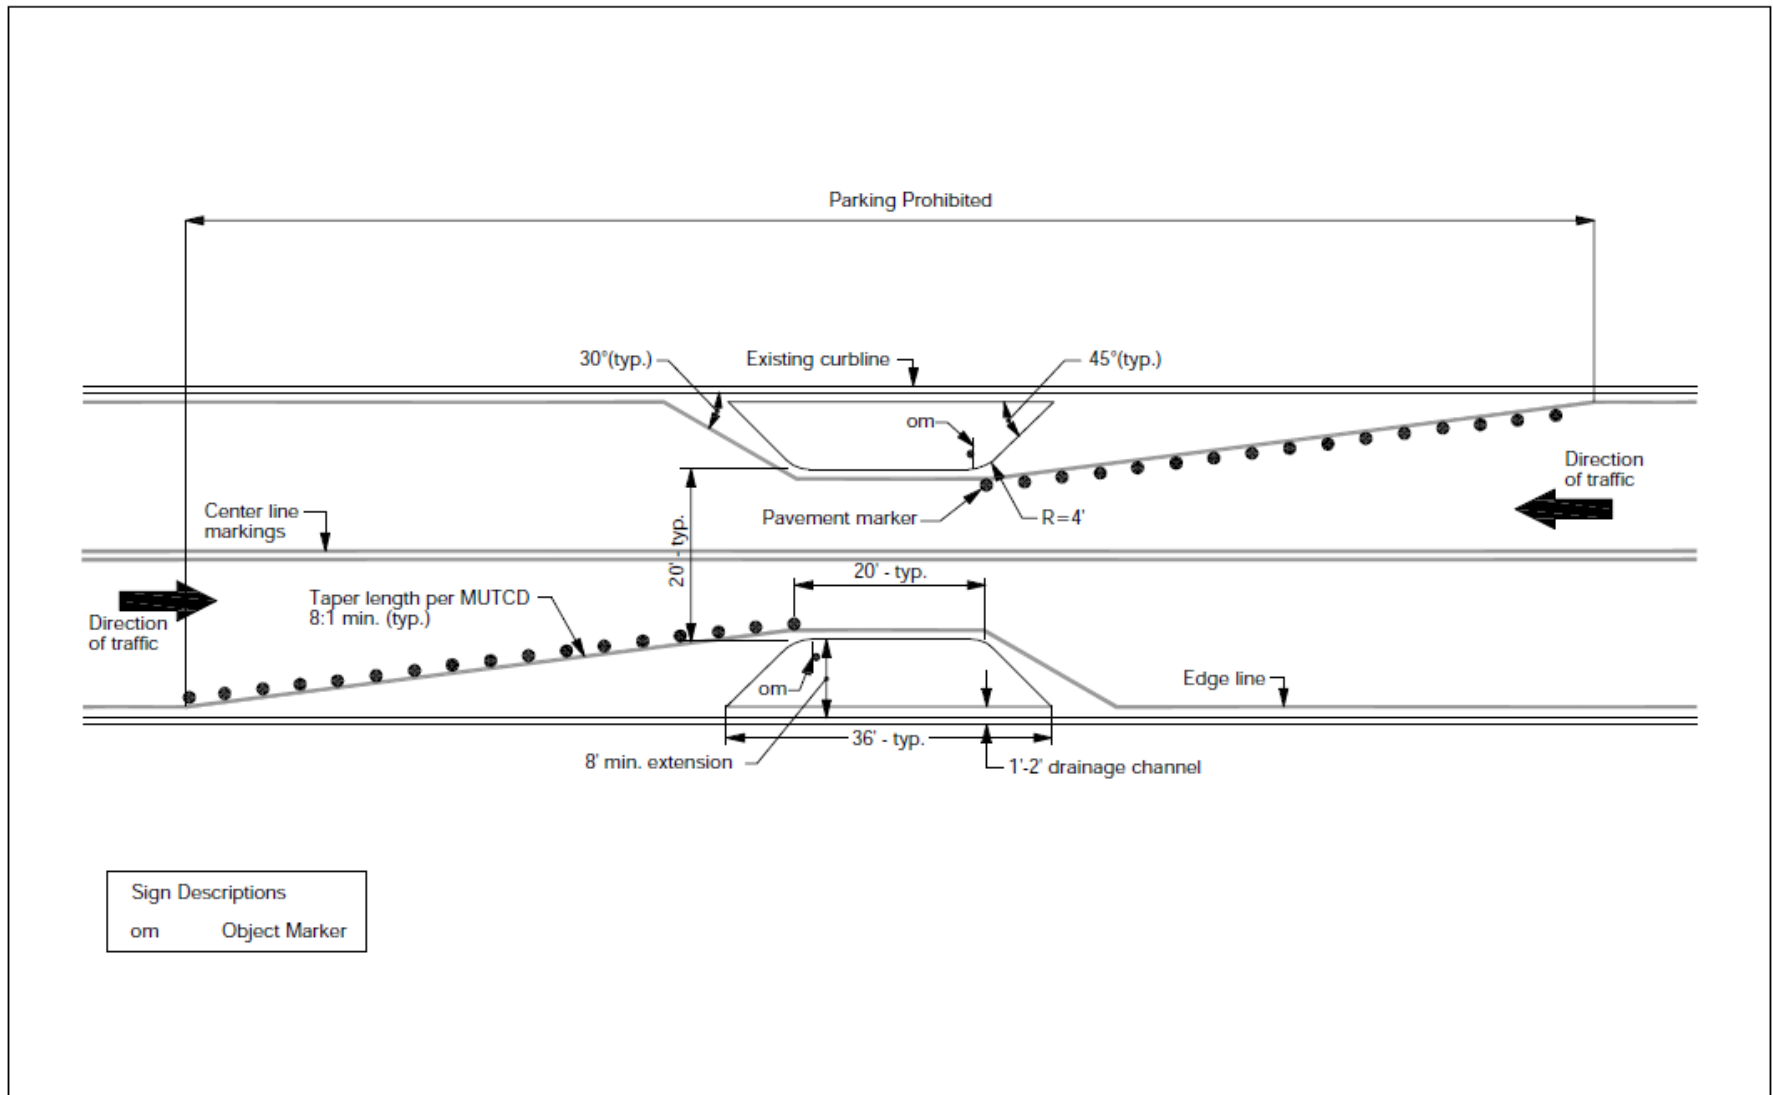 Parking Prohibited
30°(typ.)
Existing curbline
45°(typ.)
om
Direction
of traffic
Center line
markings
Pavement marker
R=4'
20' - typ.
20' - typ.
Taper length per MUTCD
8:1 min. (typ.)
Direction
of traffic
om
Edge line
36' - typ.
8' min. extension
1'-2' drainage channel
Sign Descriptions
om Object Marker